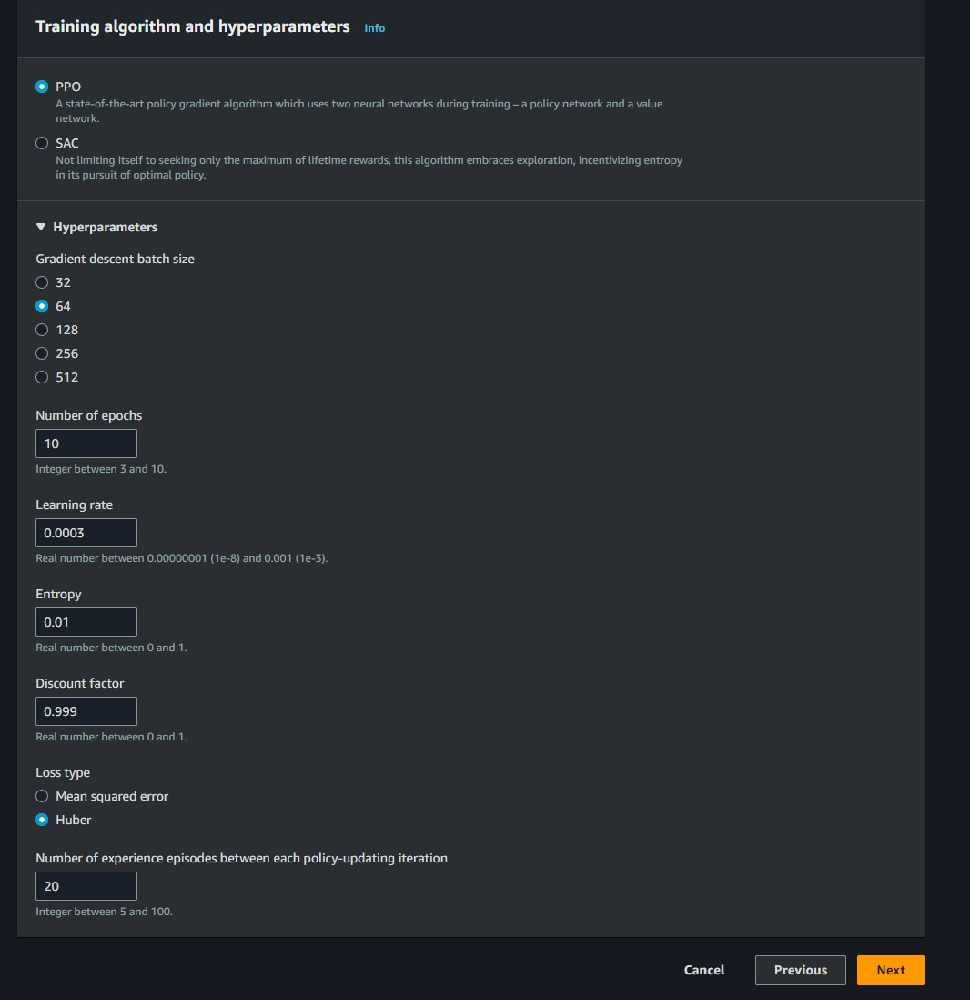 Training algorithm and hyperparameters Info
PPO
A state-of-the-art policy gradient algorithm which uses two neural networks during training – a policy network and a value
network.
SAC
Not limiting itself to seeking only the maximum of lifetime rewards, this algorithm embraces exploration, incentivizing entropy
in its pursuit of optimal policy.
Hyperparameters
Gradient descent batch size
32
64
128
256
512
Number of epochs
10
Integer between 3 and 10.
Learning rate
0.0003
Real number between 0.00000001 (1e-8) and 0.001 (1e-3).
Entropy
0.01
Real number between 0 and 1.
Discount factor
0.999
Real number between 0 and 1.
Loss type
Mean squared error
Huber
Number of experience episodes between each policy-updating iteration
20
Integer between 5 and 100.
Cancel Previous Next